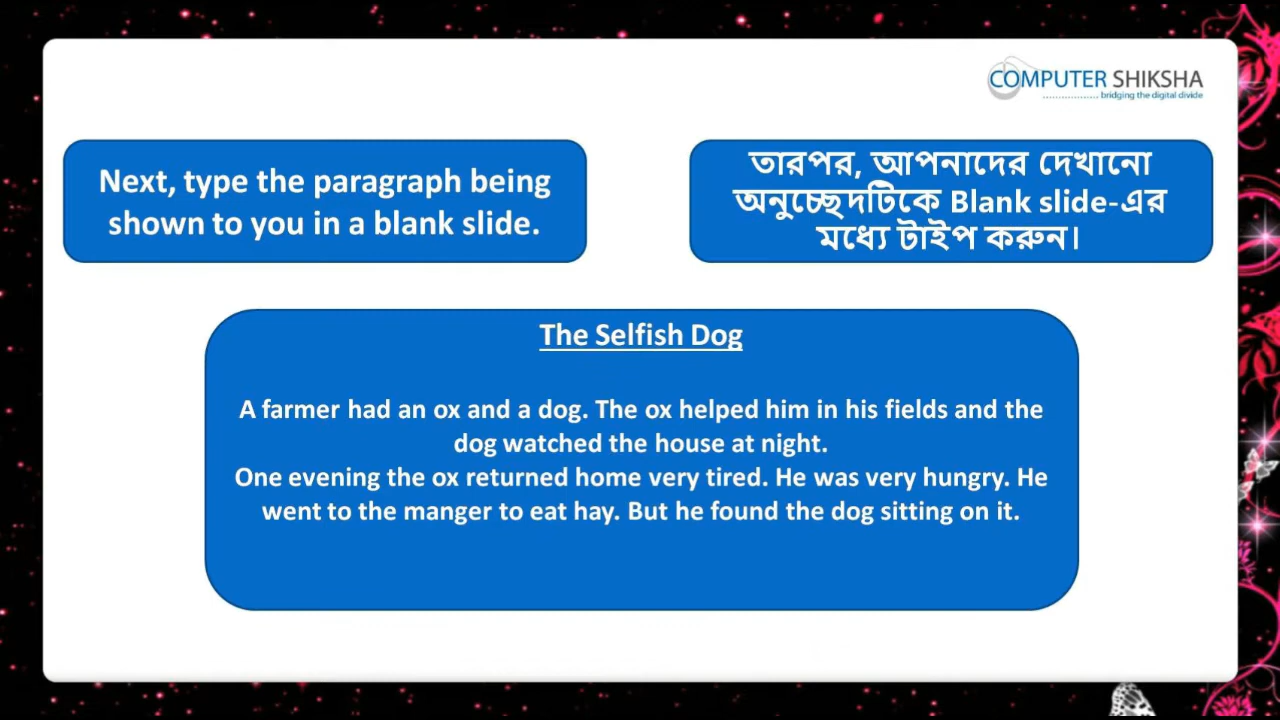 COMPUTER SHIKSHA
bridging the digital divide
Next, type the paragraph being
shown to you in a blank slide.
তারপর, আপনাদের দেখানো
অনুচ্ছেদটিকে Blank slide-এর
মধ্যে টাইপ করুন।
The Selfish Dog
A farmer had an ox and a dog. The ox helped him in his fields and the
dog watched the house at night.
One evening the ox returned home very tired. He was very hungry. He
went to the manger to eat hay. But he found the dog sitting on it.